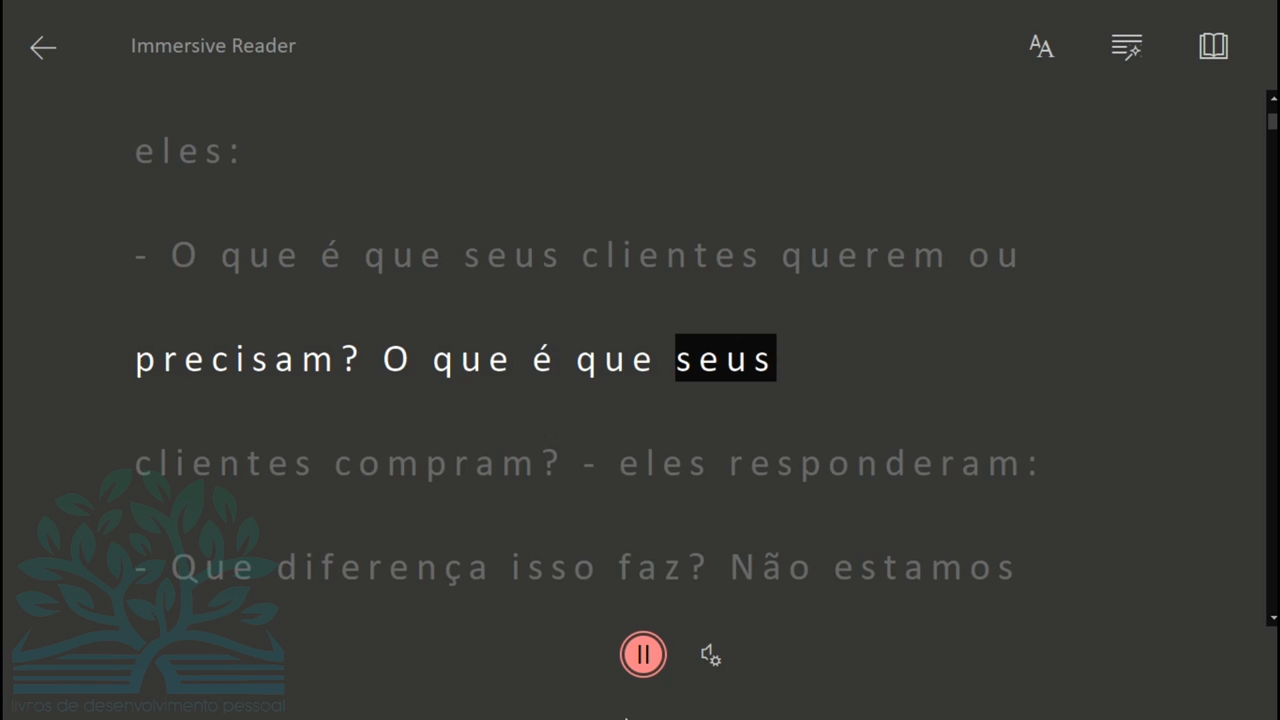 Immersive Reader
eles:
- O que é que seus clientes querem ou
precisam? O que é que seus
clientes compram? - eles responderam:
- Que diferença isso faz? Não estamos
livros de desenvolvimento pessoal